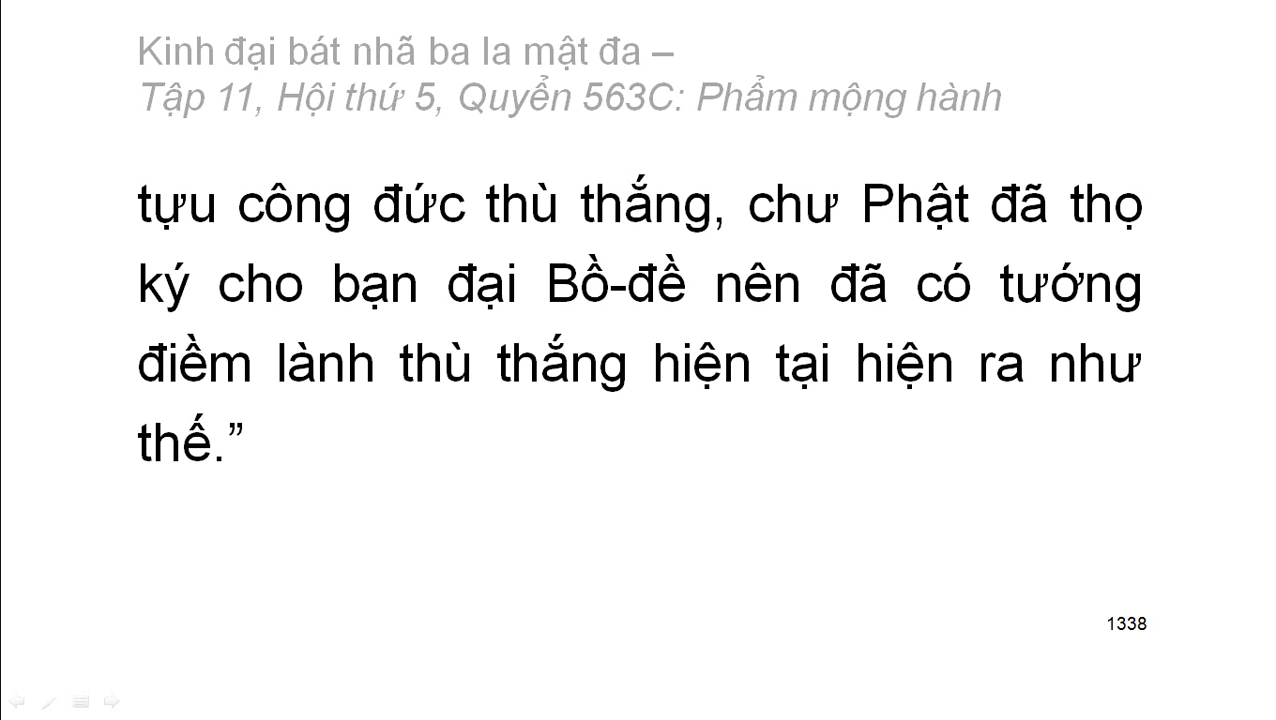 Kinh đại bát nhã ba la mật đa –
Tập 11, Hội thứ 5, Quyển 563C: Phẩm mộng hành
tựu công đức thù thắng, chư Phật đã thọ
ký cho bạn đại Bồ-đề nên đã có tướng
điềm lành thù thắng hiện tại hiện ra như
thế.”
1338